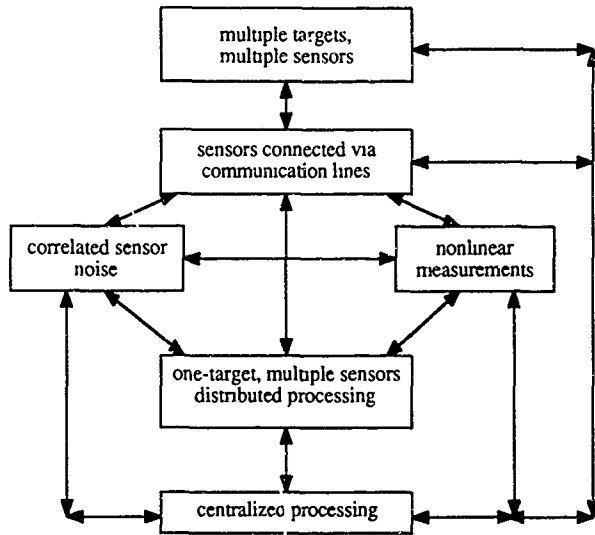 multiple targets,
multiple sensors
sensors connected via
communication lines
correlated sensor
noise
nonlinear
measurements
one-target, multiple sensors
distributed processing
centralized processing